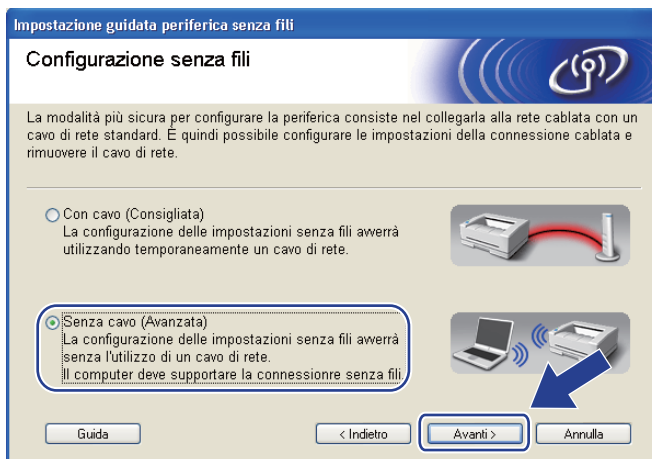 Impostazione guidata periferica senza fili
Configurazione senza fili
La modalità più sicura per configurare la periferica consiste nel collegarla alla rete cablata con un
cavo di rete standard. È quindi possibile configurare le impostazioni della connessione cablata e
rimuovere il cavo di rete.
Con cavo (Consigliata)
La configurazione delle impostazioni senza fili avverrà
utilizzando temporaneamente un cavo di rete.
Senza cavo (Avanzata)
La configurazione delle impostazioni senza fili avverrà
senza l'utilizzo di un cavo di rete.
Il computer deve supportare la connessionre senza fili.
Guida
< Indietro
Avanti >
Annulla